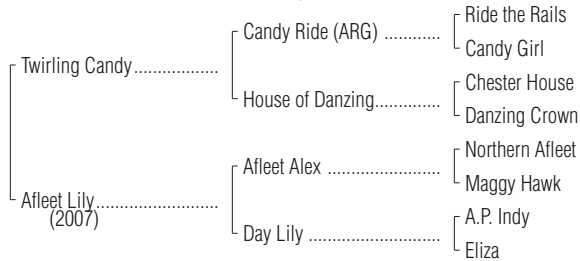 Ride the Rails
Candy Ride (ARG) ............
Candy Girl
Twirling Candy..................
Chester House
House of Danzing..............
Danzing Crown
Northern Afleet
Afleet Alex ........................
Maggy Hawk
Afleet Lily..........................
(2007)
A.P. Indy
Day Lily ............................
Eliza